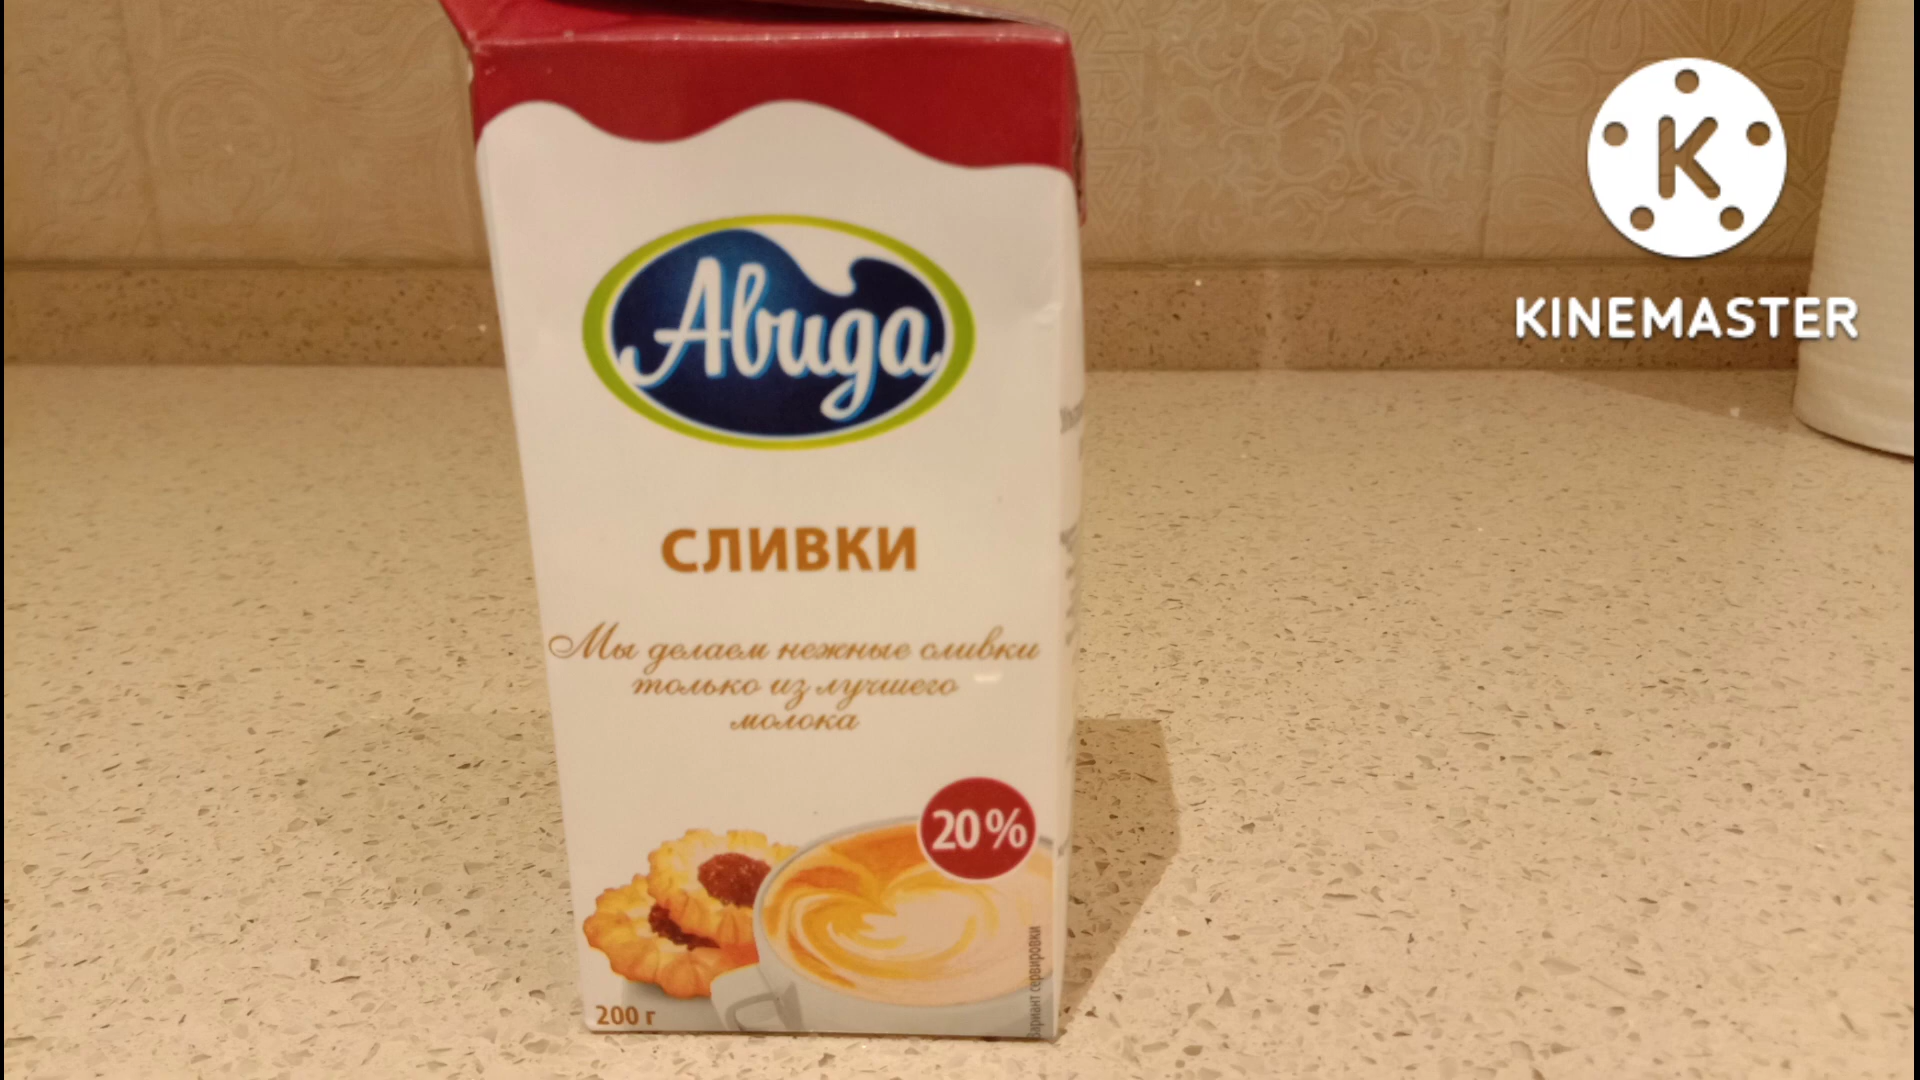 Авида
СЛИВКИ
Мы делаем нежные сливки
только из лучшего
молока
20%
200 г
Вариант сервировки
KINEMASTER